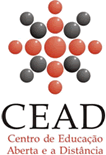 CEAD
Centro de Educação
Aberta e a Distância